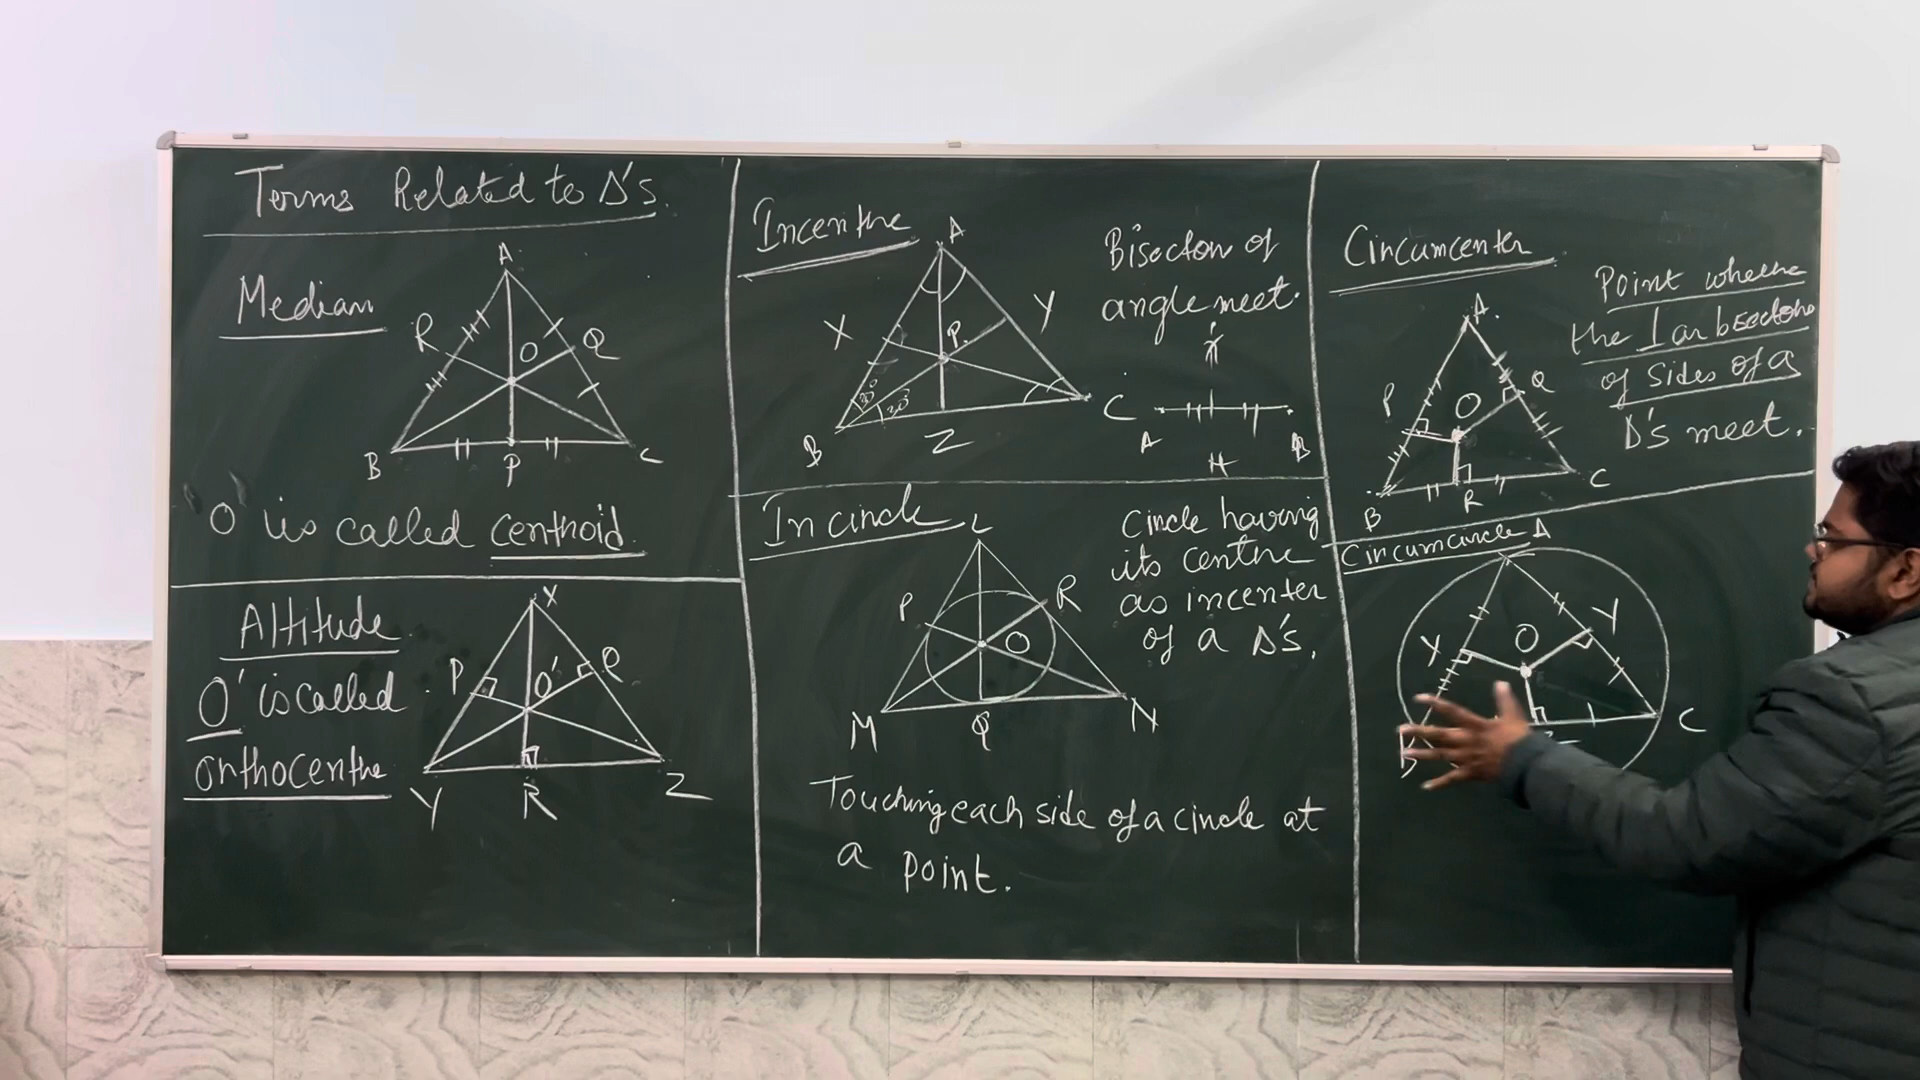 Terms Related to Δ's.
Median
A
R
O
Q
B
P
C
O is called centroid.
Altitude
O' is called
orthocentre
X
P
O'
Q
Y
R
Z
Incentre
A
X
Y
P.
30°
30°
B
Z
C
Bisector of
angle meet.
A
B
Incircle
L
P
R
O
M
Q
N
Circle having
its centre
as incenter
of a Δ's.
Touching each side of a circle at
a point.
Circumcenter
A.
P
O
Q
B
R
C
Point where
the ⊥ar bisectors
of sides of a
Δ's meet.
Circumcircle
A
X
O
Y
B
C